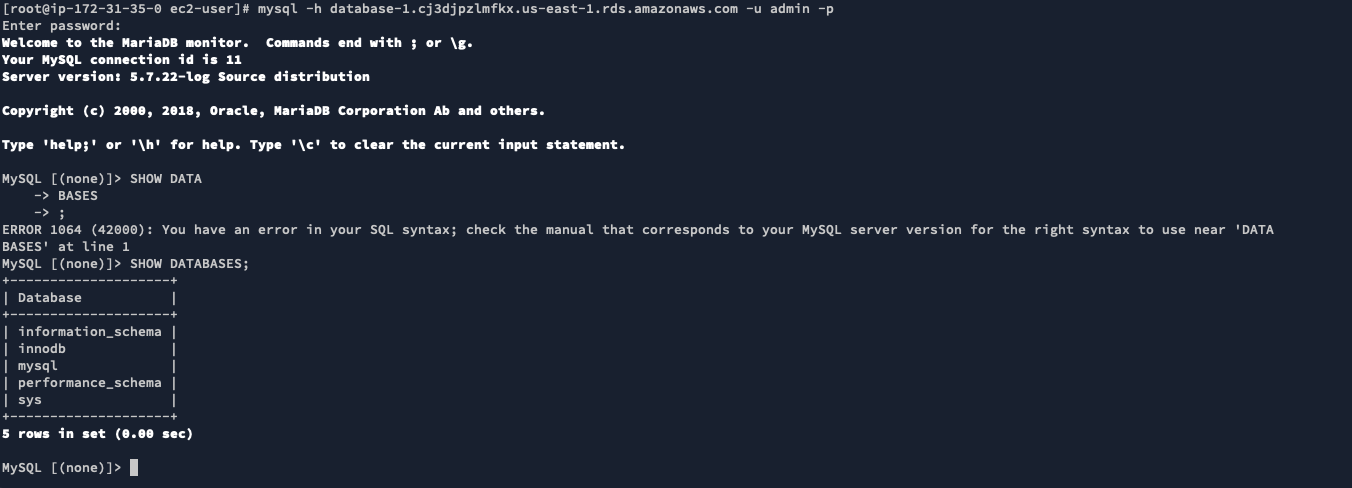 [root@ip-172-31-35-0 ec2-user]# mysql -h database-1.cj3djpzlmfkx.us-east-1.rds.amazonaws.com -u admin -p
Enter password:
Welcome to the MariaDB monitor.  Commands end with ; or \g.
Your MySQL connection id is 11
Server version: 5.7.22-log Source distribution

Copyright (c) 2000, 2018, Oracle, MariaDB Corporation Ab and others.

Type 'help;' or '\h' for help. Type '\c' to clear the current input statement.

MySQL [(none)]> SHOW DATA
    -> BASES
    -> ;
ERROR 1064 (42000): You have an error in your SQL syntax; check the manual that corresponds to your MySQL server version for the right syntax to use near 'DATA
BASES' at line 1
MySQL [(none)]> SHOW DATABASES;
+--------------------+
| Database           |
+--------------------+
| information_schema |
| innodb             |
| mysql              |
| performance_schema |
| sys                |
+--------------------+
5 rows in set (0.00 sec)

MySQL [(none)]>